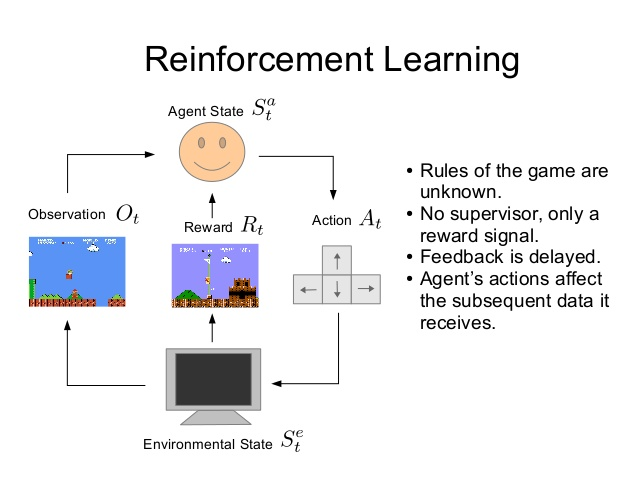 Reinforcement Learning
Agent State S_t^a
Observation O_t
Reward R_t
Action A_t
Environmental State S_t^e
• Rules of the game are
unknown.
• No supervisor, only a
reward signal.
• Feedback is delayed.
• Agent’s actions affect
the subsequent data it
receives.